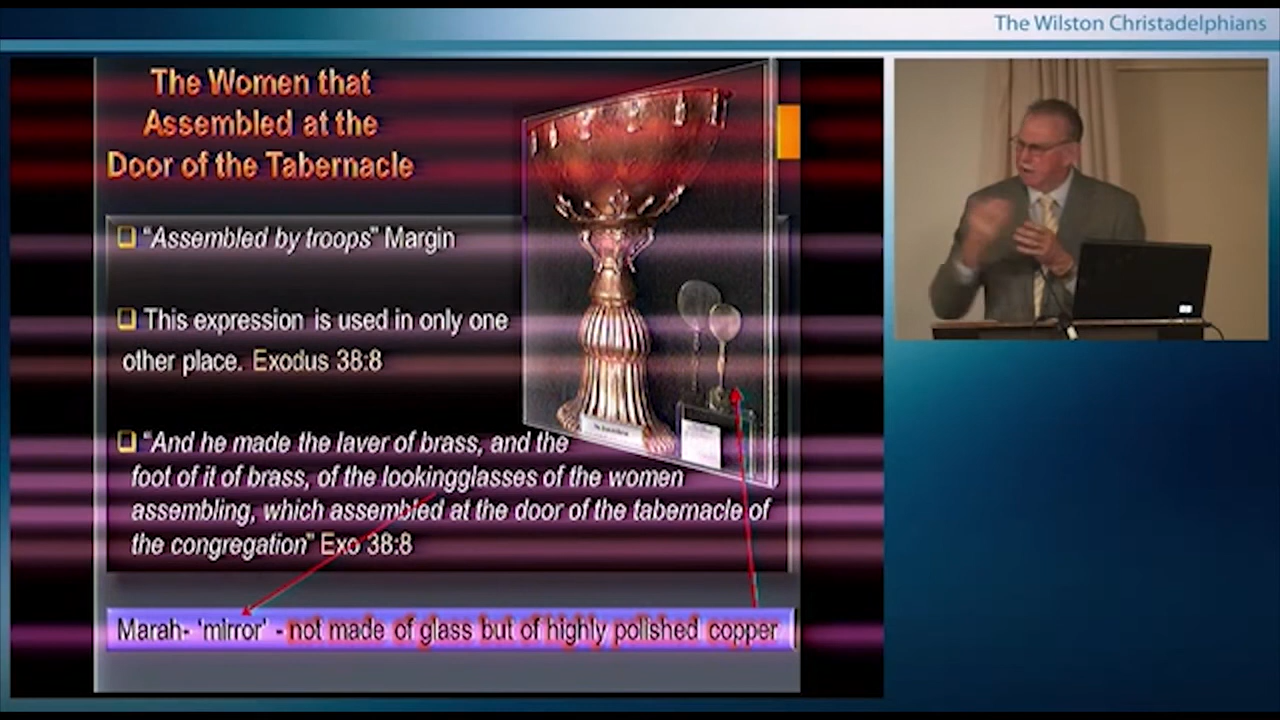 The Wilston Christadelphians
The Women that
Assembled at the
Door of the Tabernacle
“Assembled by troops” Margin
This expression is used in only one
other place. Exodus 38:8
“And he made the laver of brass, and the
foot of it of brass, of the lookingglasses of the women
assembling, which assembled at the door of the tabernacle of
the congregation” Exo 38:8
Marah- ‘mirror’ - not made of glass but of highly polished copper